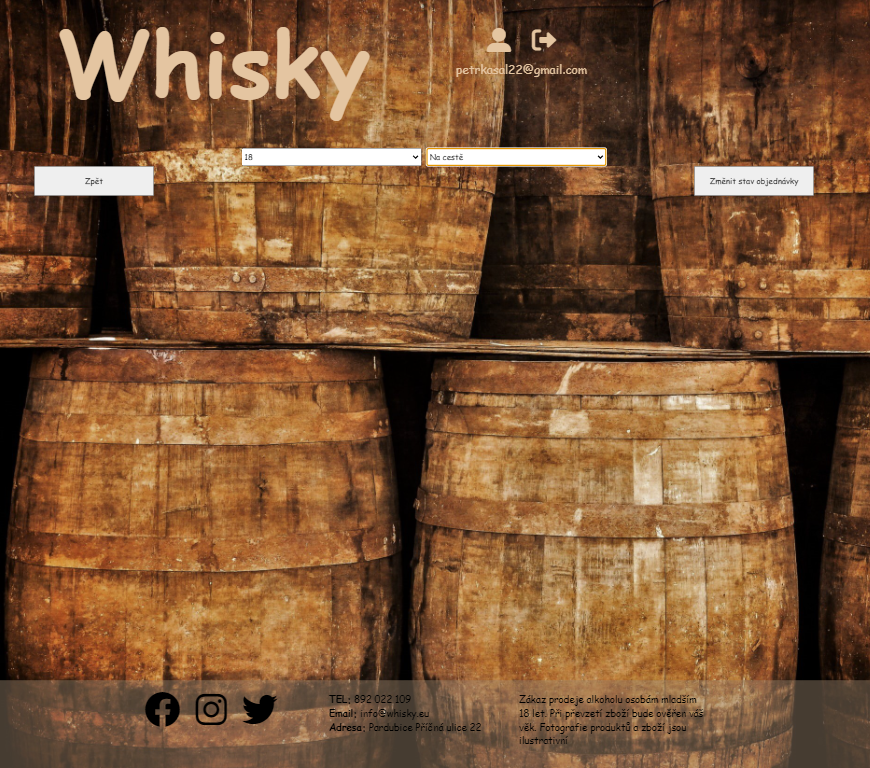 Whisky
petrkasal22@gmail.com
18
Na cestě
Zpět
Změnit stav objednávky
TEL: 892 022 109
Email: info@whisky.eu
Adresa: Pardubice Příčná ulice 22
Zákaz prodeje alkoholu osobám mladším
18 let. Při převzetí zboží bude ověřen váš
věk. Fotografie produktů a zboží jsou
ilustrativní